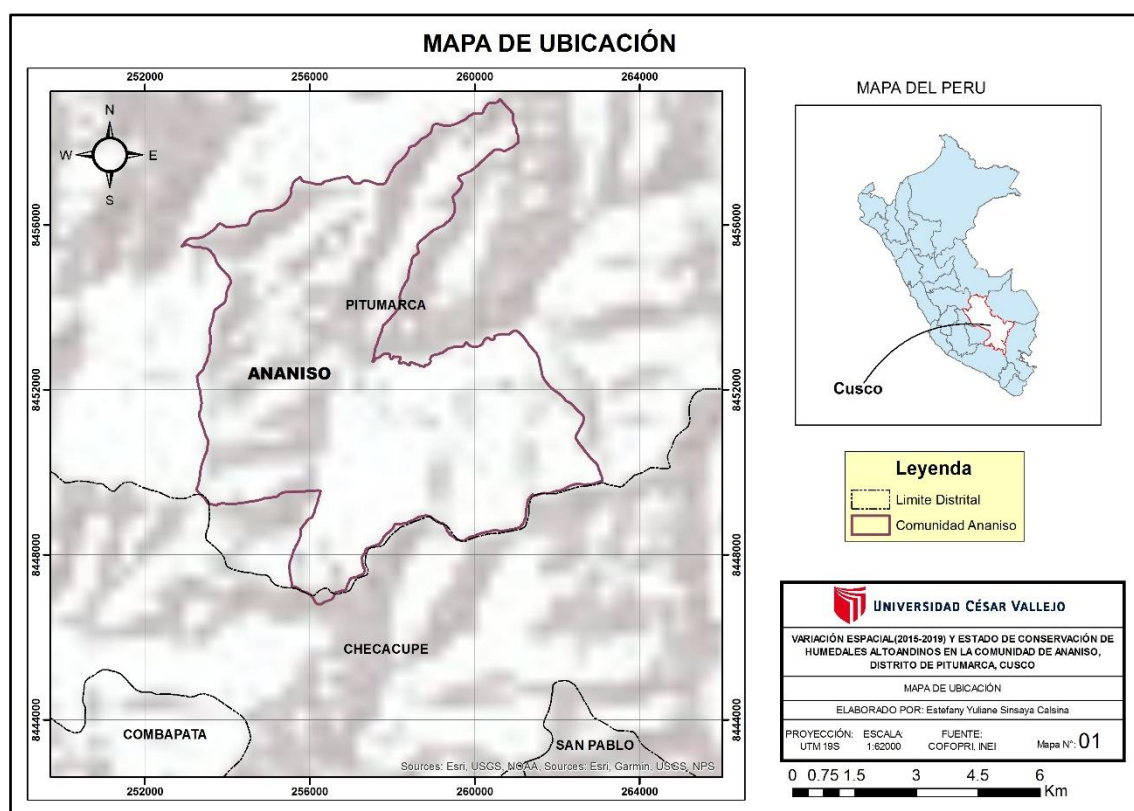 MAPA DE UBICACIÓN
252000 256000 260000 264000
N
W E
S
8456000 8456000
8452000 8452000
8448000 8448000
8444000 8444000
PITUMARCA
ANANISO
CHECACUPE
COMBAPATA
SAN PABLO
Sources: Esri, USGS, NOAA, Sources: Esri, Garmin, USGS, NPS
252000 256000 260000 264000
MAPA DEL PERU
Cusco
Leyenda
Limite Distrital
Comunidad Ananiso
UNIVERSIDAD CÉSAR VALLEJO
VARIACIÓN ESPACIAL(2015-2019) Y ESTADO DE CONSERVACIÓN DE
HUMEDALES ALTOANDINOS EN LA COMUNIDAD DE ANANISO,
DISTRITO DE PITUMARCA, CUSCO
MAPA DE UBICACIÓN
ELABORADO POR: Estefany Yuliane Sinsaya Calsina
PROYECCIÓN: ESCALA: FUENTE:
UTM 19S 1:62000 COFOPRI, INEI Mapa N°: 01
0 0.75 1.5 3 4.5 6
Km